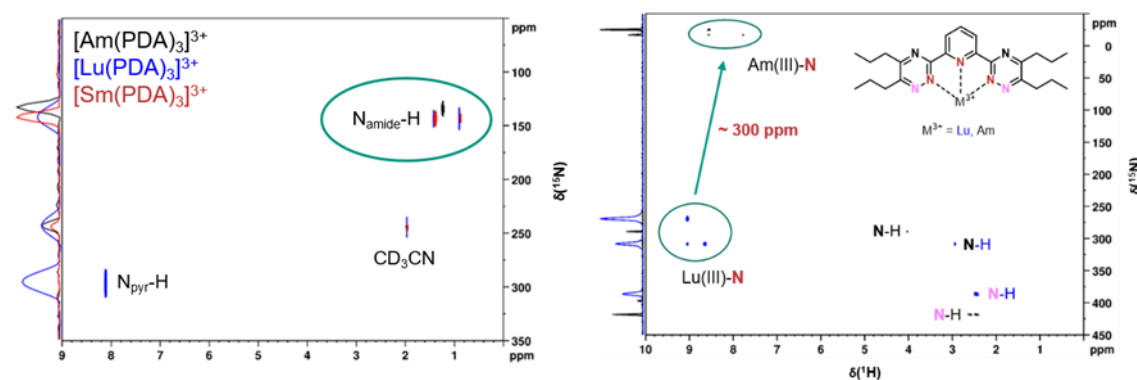 [Am(PDA)₃]³⁺
[Lu(PDA)₃]³⁺
[Sm(PDA)₃]³⁺
Namide-H
Npyr-H
CD₃CN
ppm
100
150
200
250
300
350
δ(¹⁵N)
9 8 7 6 5 4 3 2 1 ppm
ppm
0
50
100
150
200
250
300
350
400
450
δ(¹⁵N)
Am(III)-N
~ 300 ppm
Lu(III)-N
N N N N N
N N
M³⁺
M³⁺ = Lu, Am
N-H
N-H
N-H
N-H
10 9 8 7 6 5 4 3 2 1 ppm
δ(¹H)